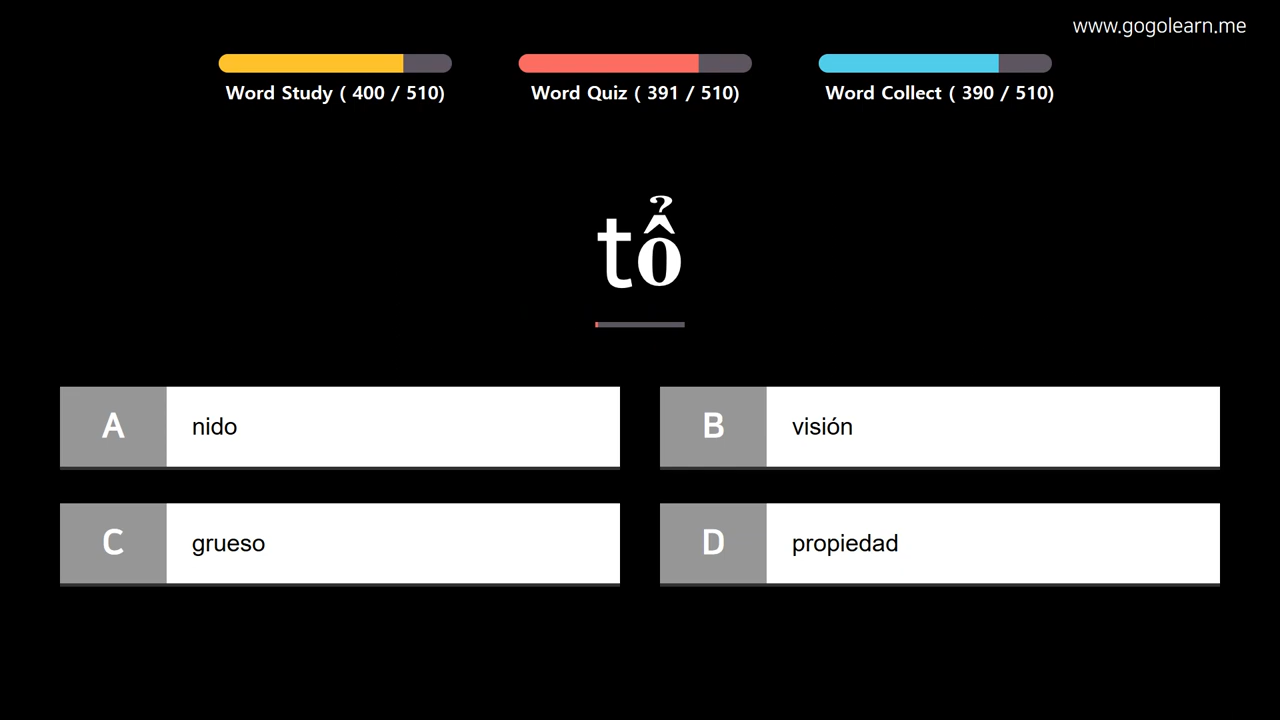 www.gogolearn.me
Word Study ( 400 / 510)
Word Quiz ( 391 / 510)
Word Collect ( 390 / 510)
tổ
A nido
B visión
C grueso
D propiedad